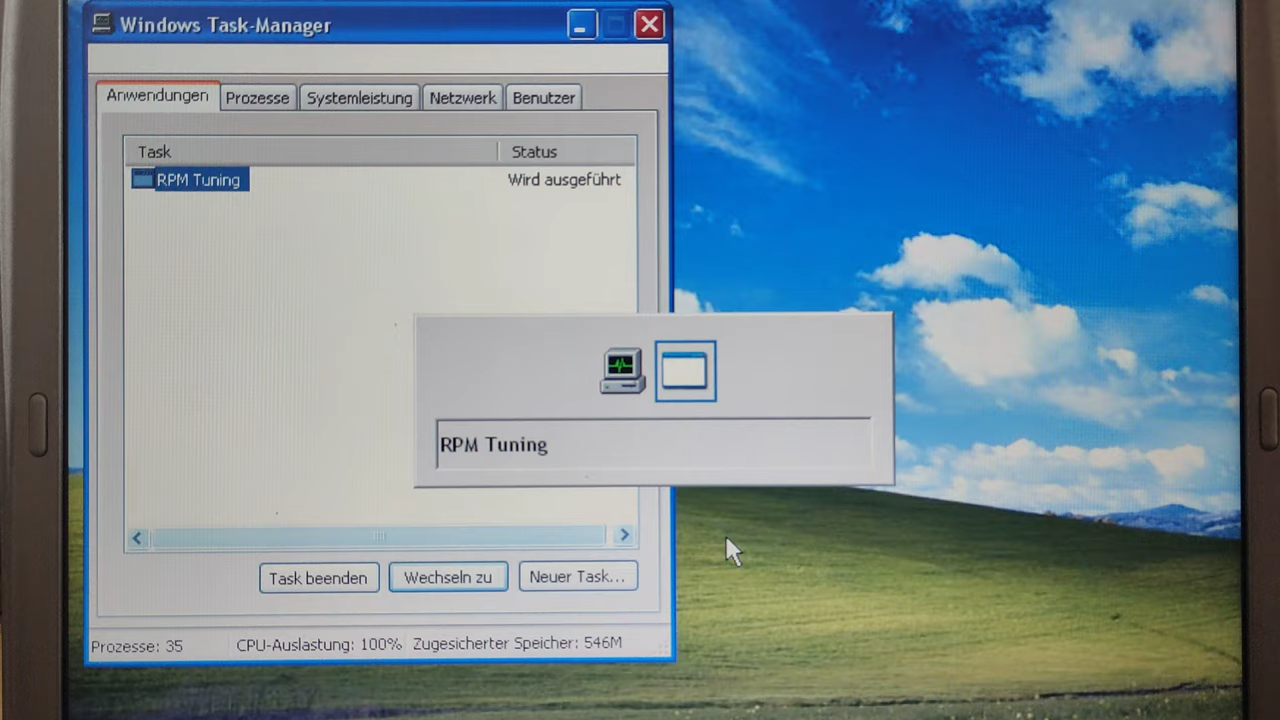 Windows Task-Manager
Anwendungen Prozesse Systemleistung Netzwerk Benutzer
Task Status
RPM Tuning Wird ausgeführt
RPM Tuning
Task beenden Wechseln zu Neuer Task...
Prozesse: 35 CPU-Auslastung: 100% Zugesicherter Speicher: 546M